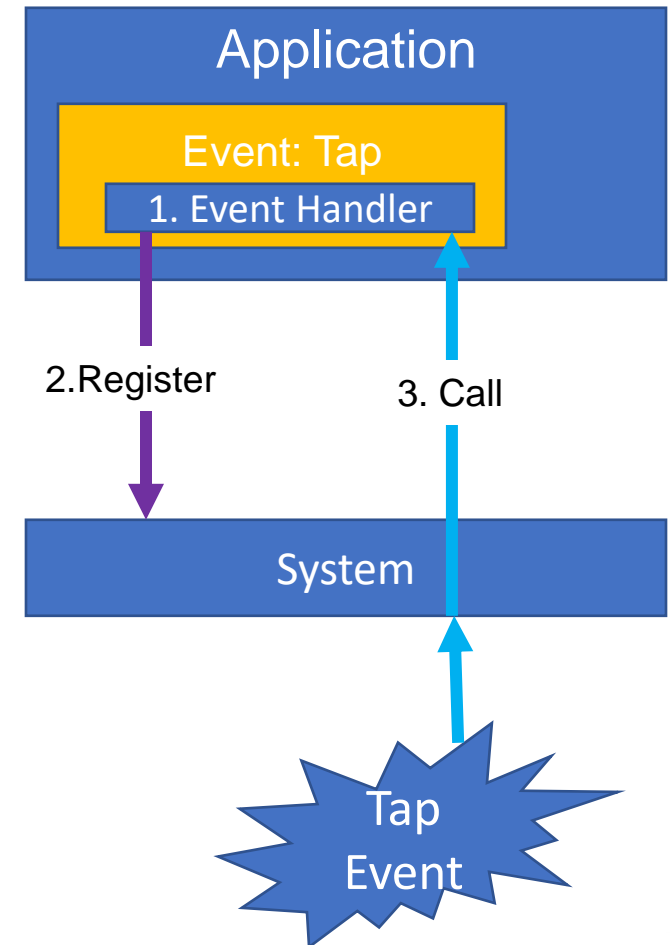 Application
Event: Tap
1. Event Handler
2.Register
3. Call
System
Tap
Event